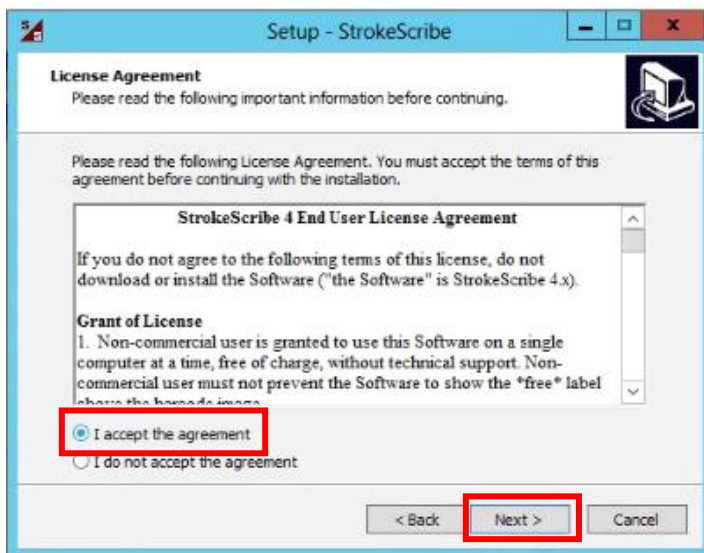 Setup - StrokeScribe
License Agreement
Please read the following important information before continuing.
Please read the following License Agreement. You must accept the terms of this
agreement before continuing with the installation.
StrokeScribe 4 End User License Agreement
If you do not agree to the following terms of this license, do not
download or install the Software ("the Software" is StrokeScribe 4.x).
Grant of License
1. Non-commercial user is granted to use this Software on a single
computer at a time, free of charge, without technical support. Non-
commercial user must not prevent the Software to show the *free* label
above the barcode image
I accept the agreement
I do not accept the agreement
< Back Next > Cancel